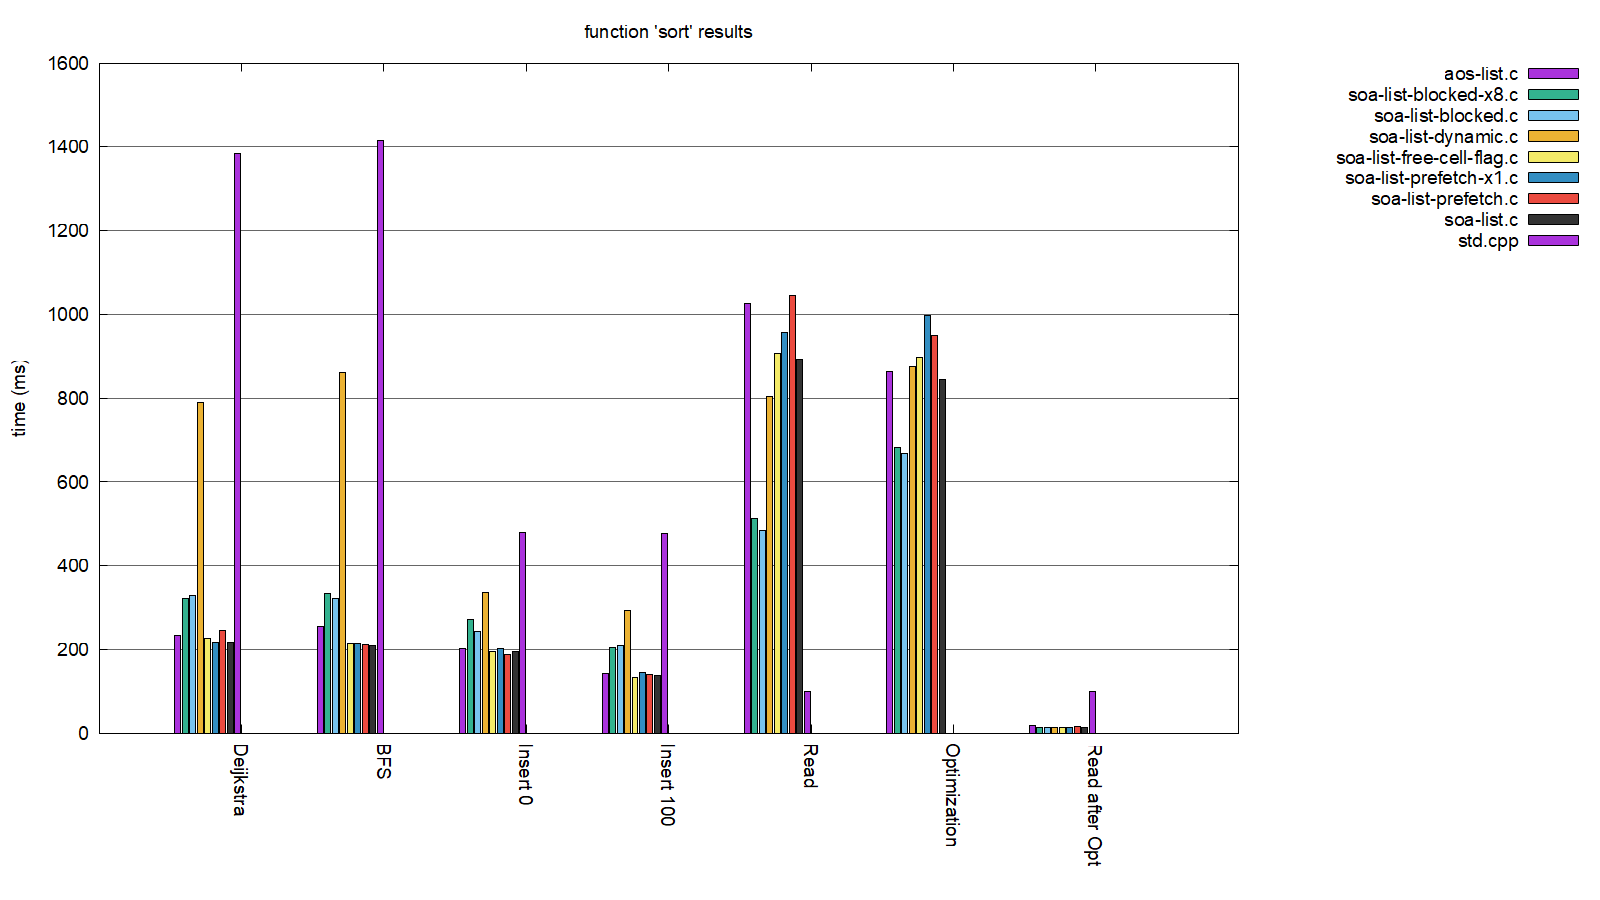 function 'sort' results
1600
1400
1200
1000
800
600
400
200
0
time (ms)
Deijkstra
BFS
Insert 0
Insert 100
Read
Optimization
Read after Opt
aos-list.c
soa-list-blocked-x8.c
soa-list-blocked.c
soa-list-dynamic.c
soa-list-free-cell-flag.c
soa-list-prefetch-x1.c
soa-list-prefetch.c
soa-list.c
std.cpp